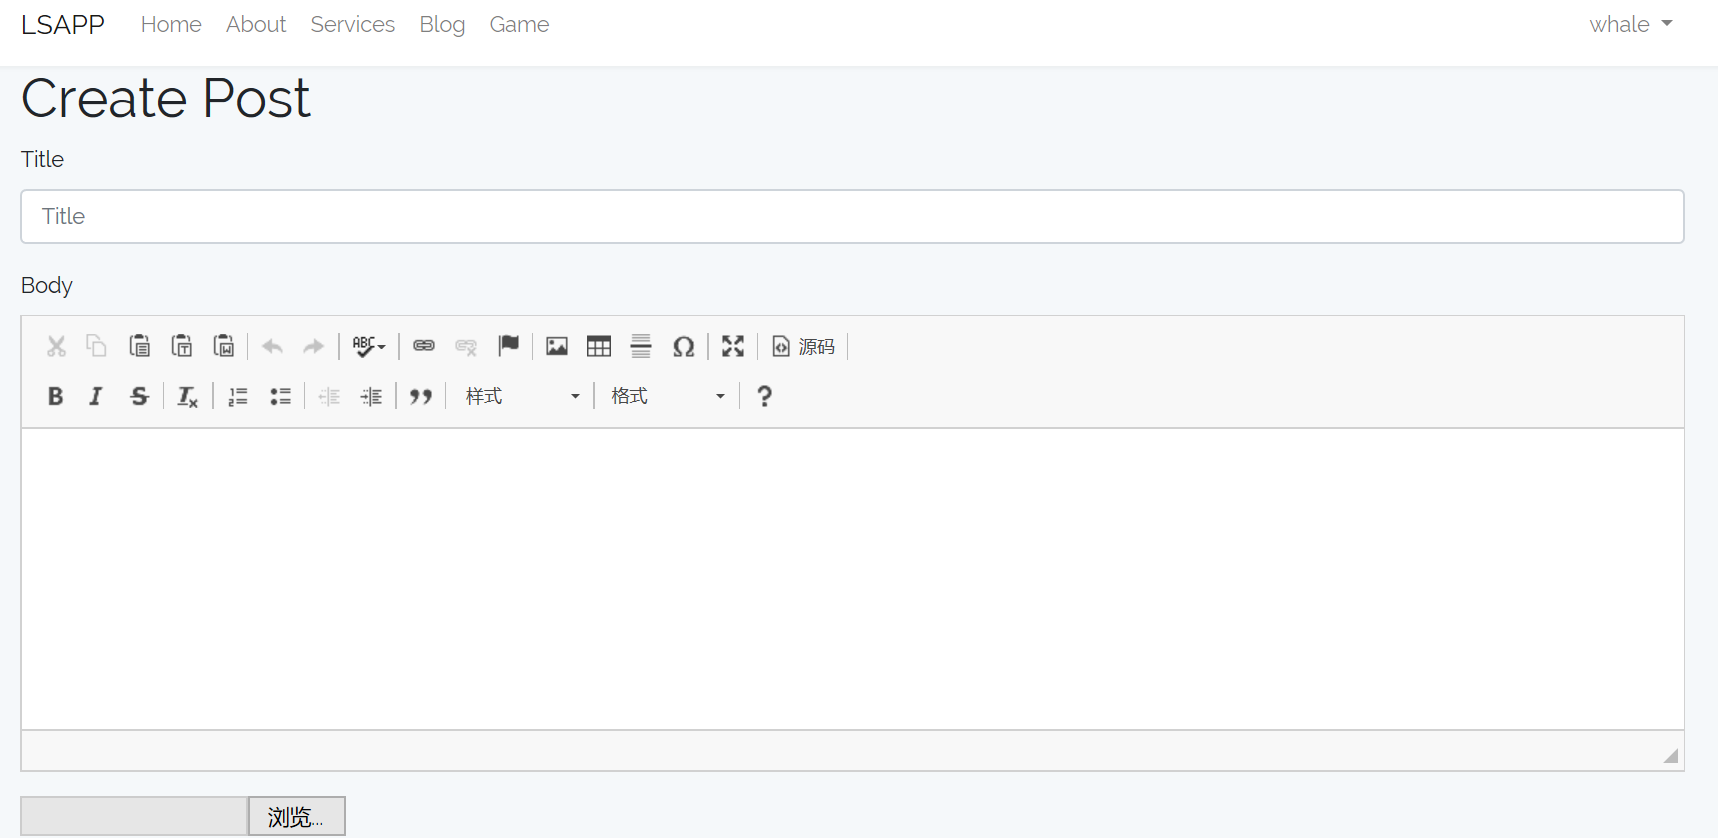 LSAPP Home About Services Blog Game whale
Create Post
Title
Title
Body
源码
样式 格式
浏览...